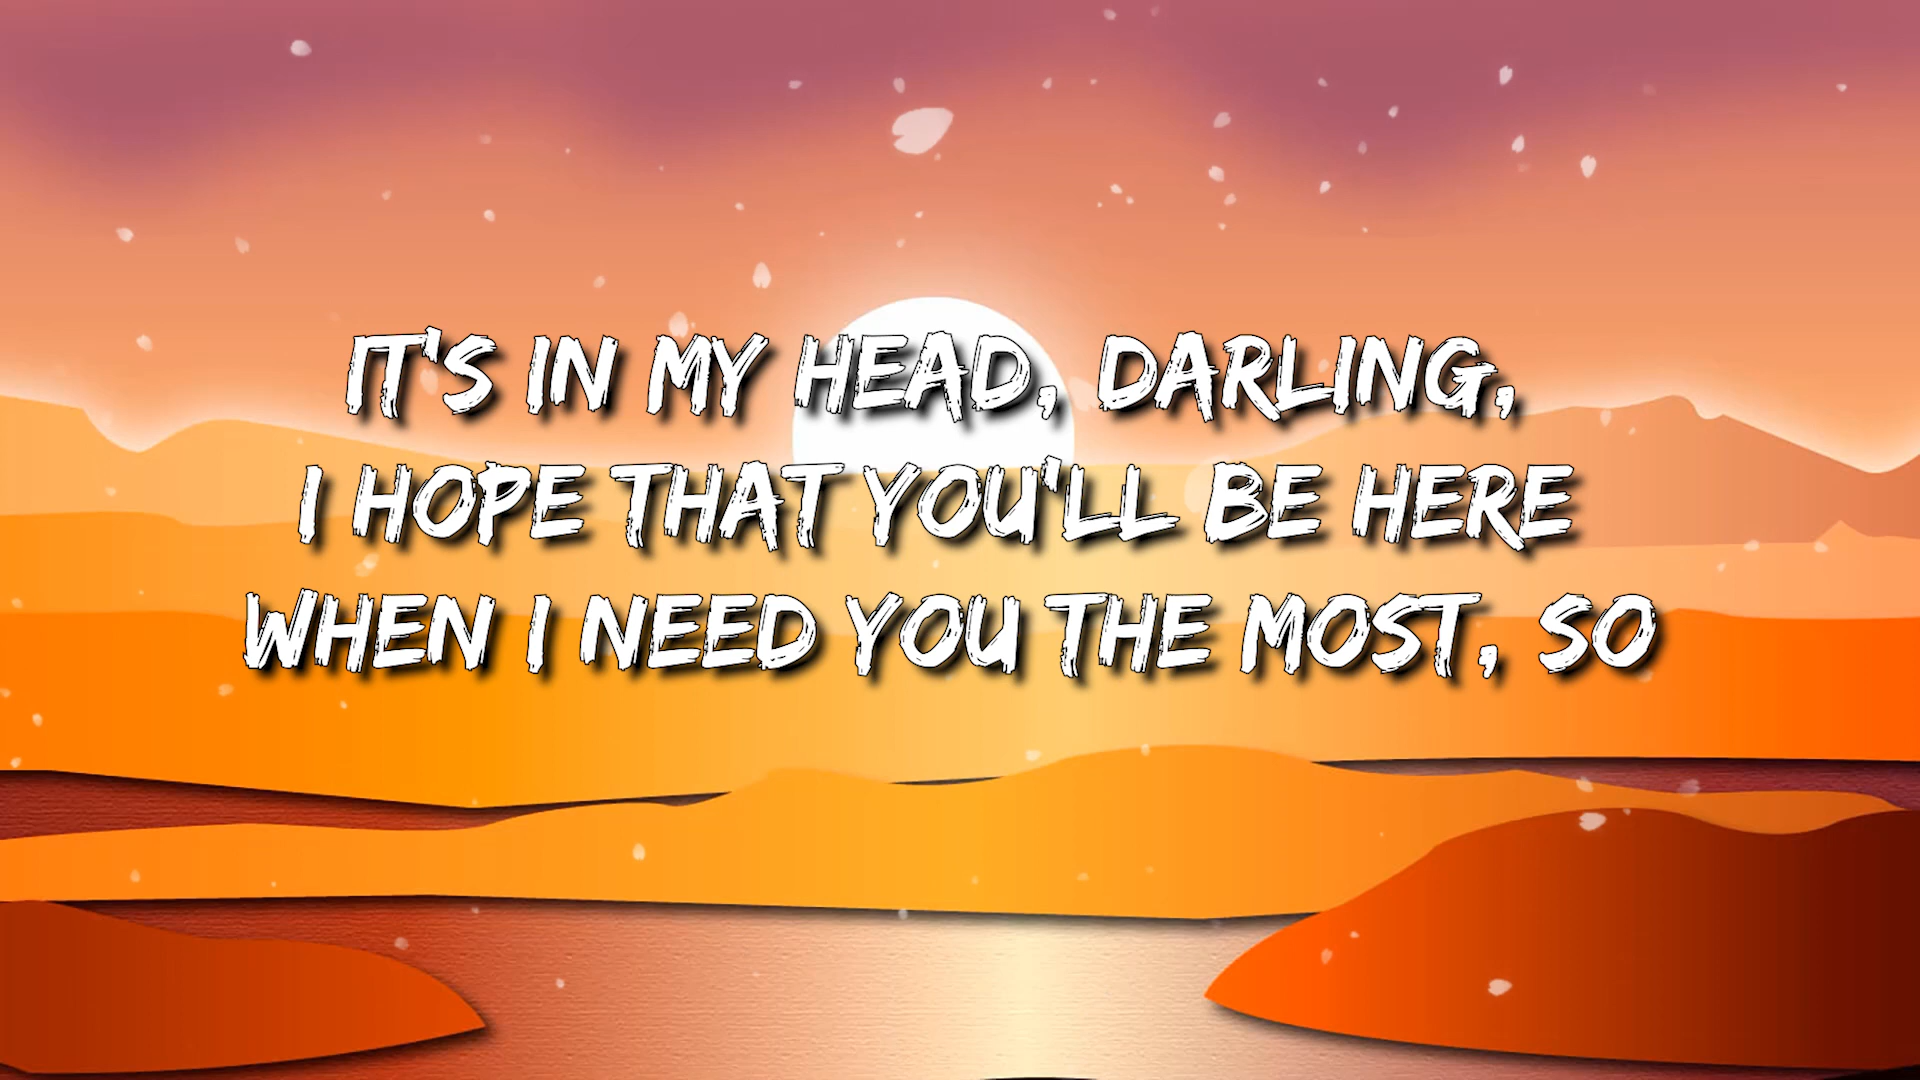 IT'S IN MY HEAD, DARLING,
I HOPE THAT YOU'LL BE HERE
WHEN I NEED YOU THE MOST, SO